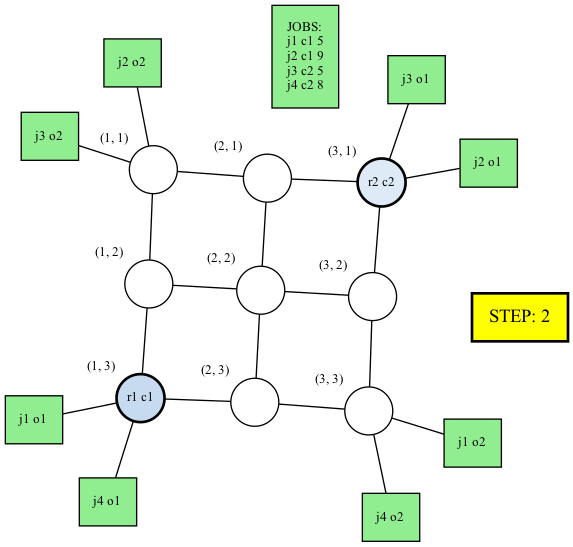 JOBS:
j1 c1 5
j2 c1 9
j3 c2 5
j4 c2 8
j2 o2
j3 o1
j3 o2
(1, 1)
(2, 1)
(3, 1)
j2 o1
r2 c2
(1, 2)
(2, 2)
(3, 2)
STEP: 2
(1, 3)
(2, 3)
(3, 3)
r1 c1
j1 o1
j1 o2
j4 o1
j4 o2